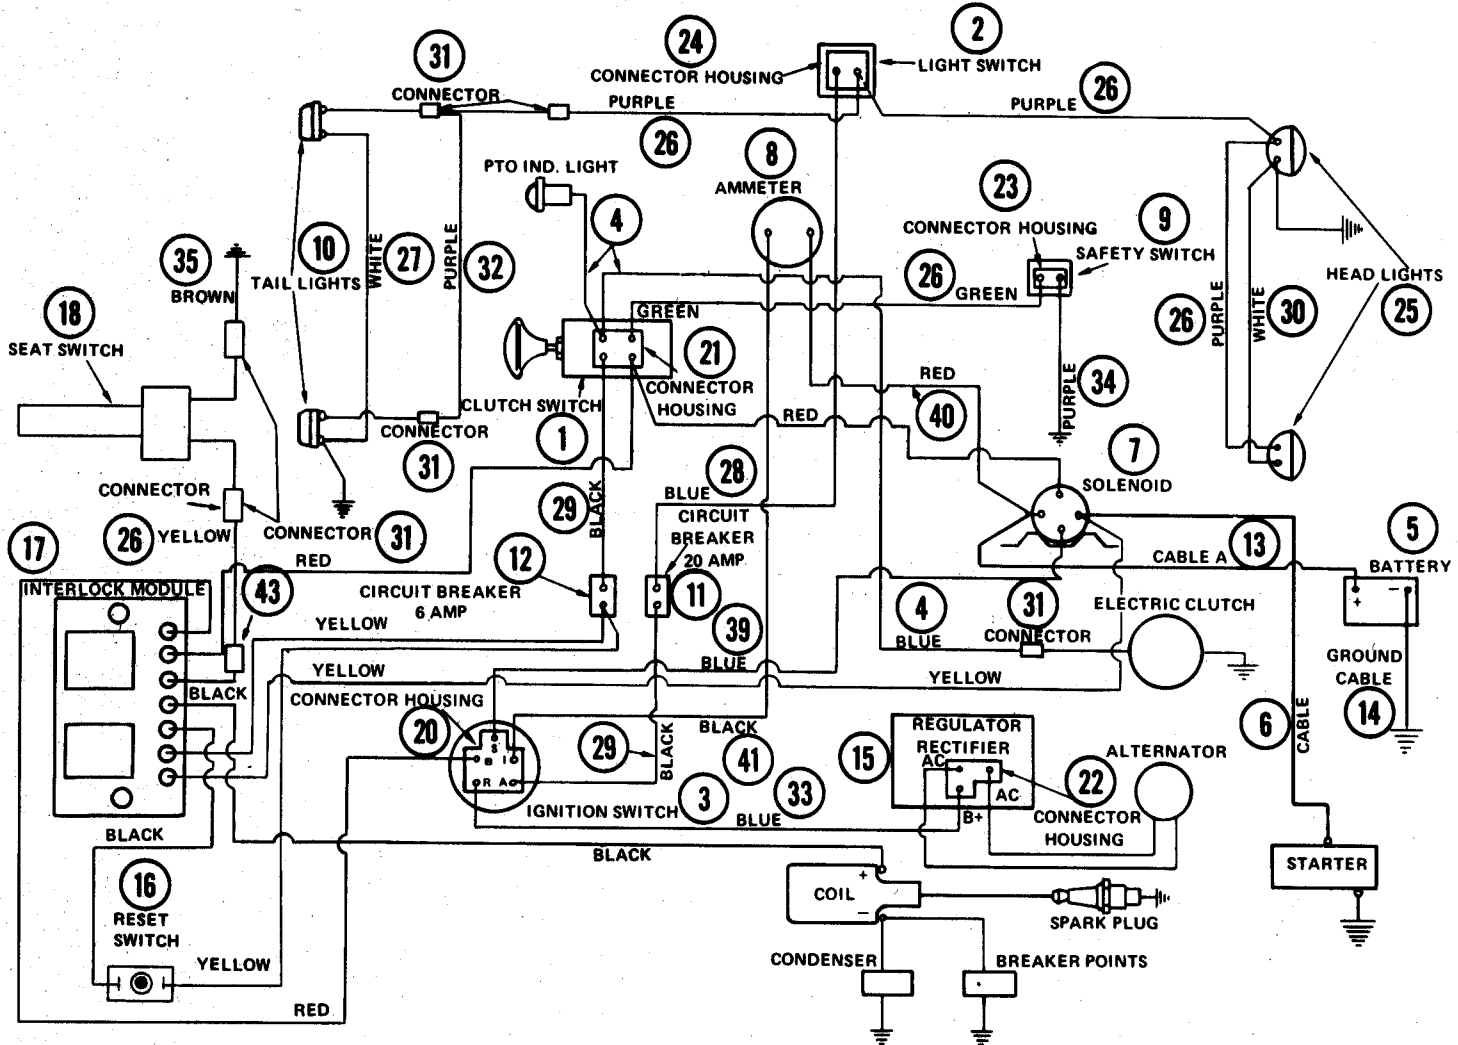 2
24
31
LIGHT SWITCH
CONNECTOR HOUSING
CONNECTOR
PURPLE
26
PURPLE
26
8
PTO IND. LIGHT
AMMETER
23
4
9
CONNECTOR HOUSING
SAFETY SWITCH
10
WHITE
27
PURPLE
32
35
TAIL LIGHTS
BROWN
26
GREEN
HEAD LIGHTS
25
26
PURPLE
WHITE
30
18
SEAT SWITCH
GREEN
21
CONNECTOR
HOUSING
CLUTCH SWITCH
1
RED
40
RED
PURPLE
34
CONNECTOR
31
7
SOLENOID
28
BLUE
29
BLACK
CIRCUIT
BREAKER
20 AMP
11
CONNECTOR
26
YELLOW
CONNECTOR
31
17
INTERLOCK MODULE
RED
43
12
CIRCUIT BREAKER
6 AMP
CABLE A
13
5
BATTERY
+
−
4
BLUE
31
CONNECTOR
ELECTRIC CLUTCH
YELLOW
39
BLUE
YELLOW
YELLOW
GROUND
CABLE
14
BLACK
CONNECTOR HOUSING
20
S
B
I
R
A
IGNITION SWITCH
3
BLACK
41
29
BLACK
33
BLUE
15
REGULATOR
RECTIFIER
AC
AC
B+
22
CONNECTOR
HOUSING
ALTERNATOR
6
CABLE
BLACK
BLACK
16
RESET
SWITCH
YELLOW
RED
+
COIL
−
SPARK PLUG
STARTER
CONDENSER
BREAKER POINTS